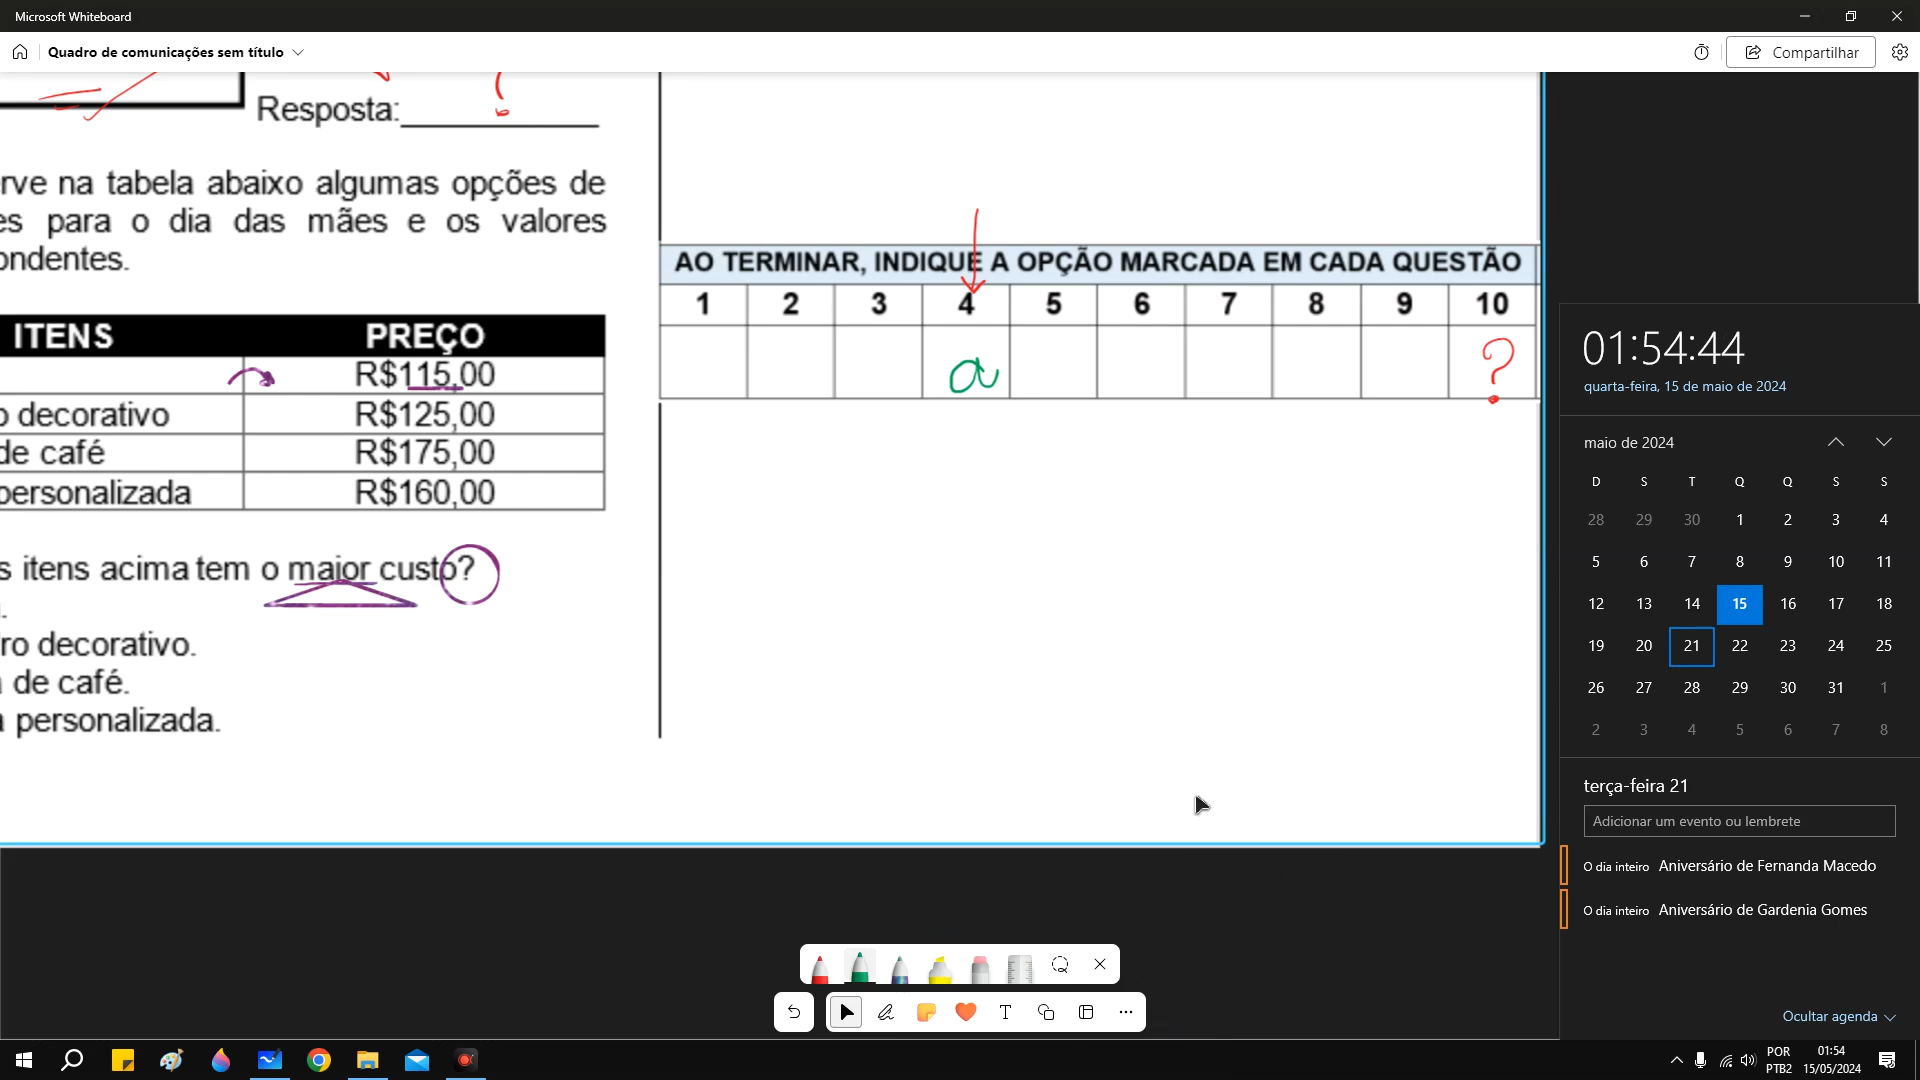 Microsoft Whiteboard
Quadro de comunicações sem título
Compartilhar
Resposta:
?
rve na tabela abaixo algumas opções de
es para o dia das mães e os valores
ondentes.
ITENS PREÇO
R$115,00
o decorativo R$125,00
de café R$175,00
personalizada R$160,00
s itens acima tem o maior custo?
ro decorativo.
a de café.
a personalizada.
AO TERMINAR, INDIQUE A OPÇÃO MARCADA EM CADA QUESTÃO
1 2 3 4 5 6 7 8 9 10
a ?
01:54:44
quarta-feira, 15 de maio de 2024
maio de 2024
D S T Q Q S S
28 29 30 1 2 3 4
5 6 7 8 9 10 11
12 13 14 15 16 17 18
19 20 21 22 23 24 25
26 27 28 29 30 31 1
2 3 4 5 6 7 8
terça-feira 21
Adicionar um evento ou lembrete
O dia inteiro Aniversário de Fernanda Macedo
O dia inteiro Aniversário de Gardenia Gomes
Ocultar agenda
T
POR
PTB2
01:54
15/05/2024